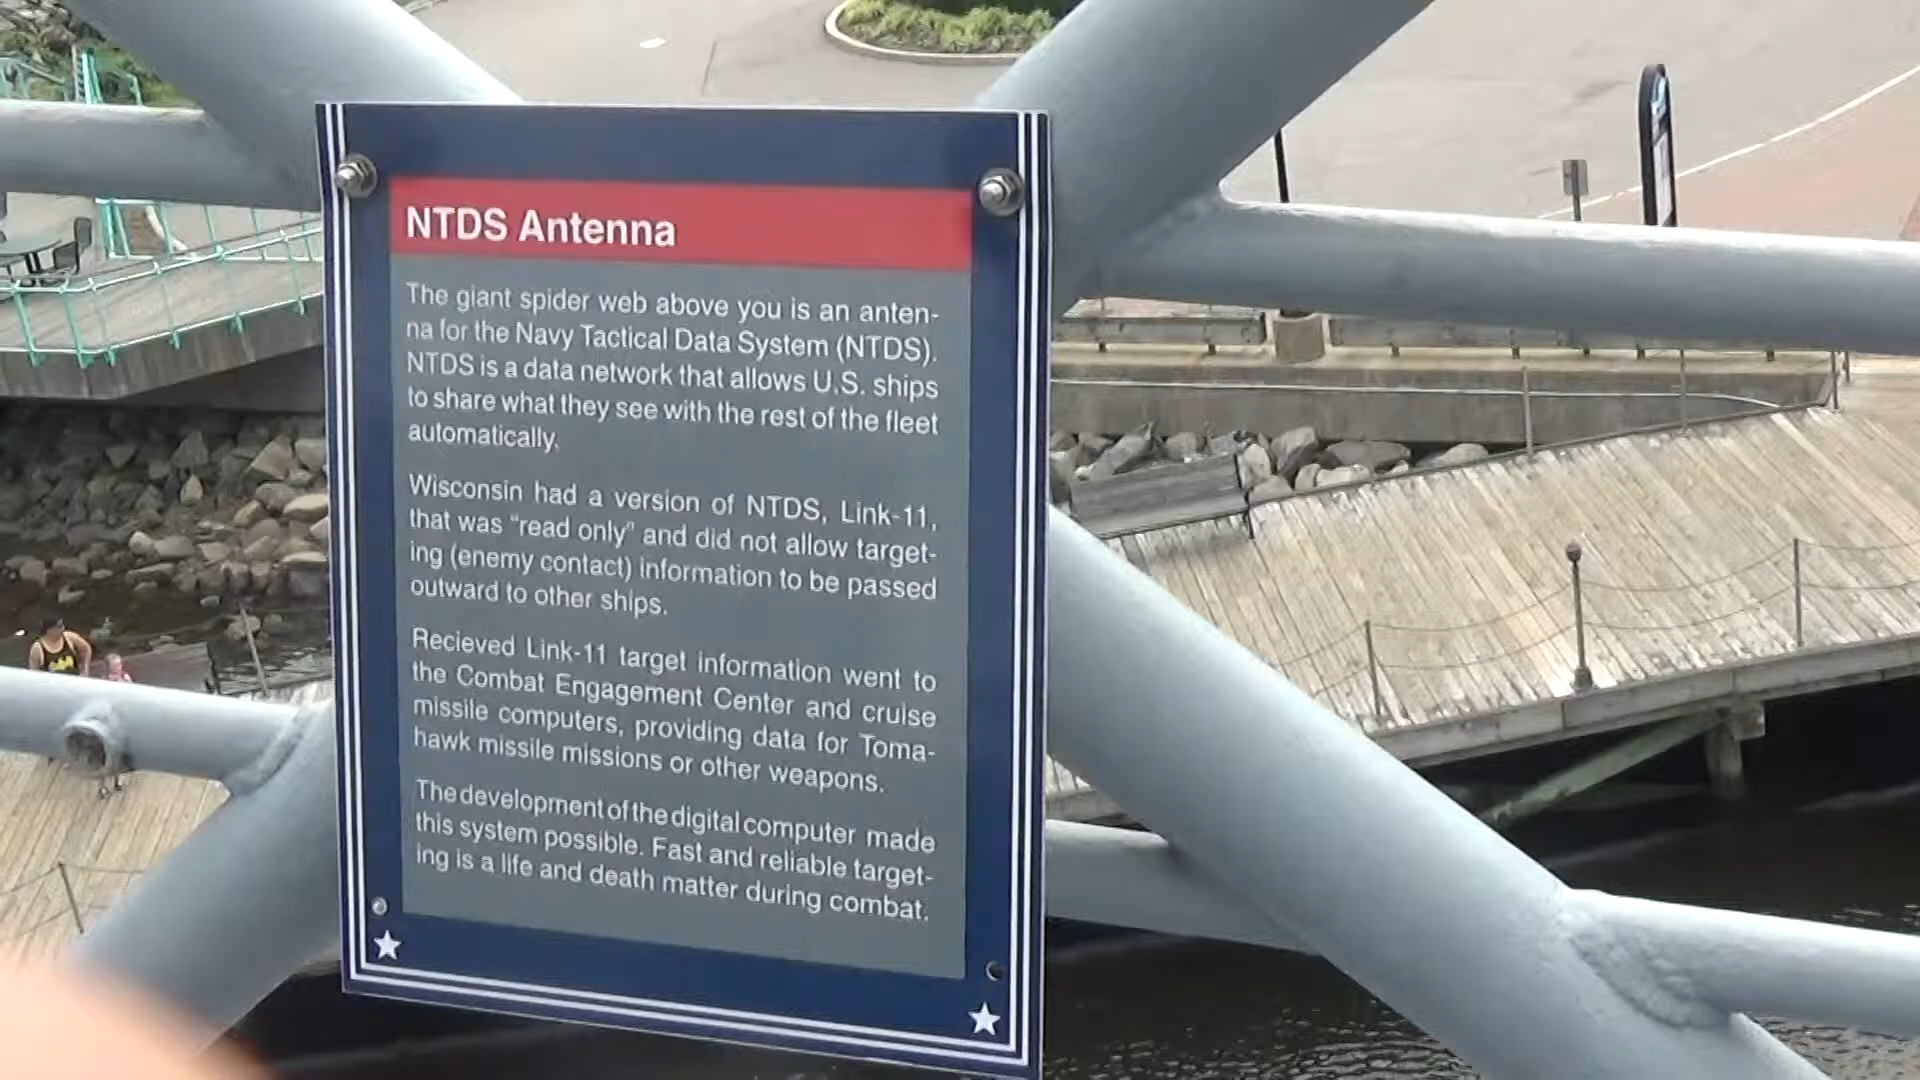 NTDS Antenna
The giant spider web above you is an anten-
na for the Navy Tactical Data System (NTDS).
NTDS is a data network that allows U.S. ships
to share what they see with the rest of the fleet
automatically.
Wisconsin had a version of NTDS, Link-11,
that was “read only” and did not allow target-
ing (enemy contact) information to be passed
outward to other ships.
Recieved Link-11 target information went to
the Combat Engagement Center and cruise
missile computers, providing data for Toma-
hawk missile missions or other weapons.
The development of the digital computer made
this system possible. Fast and reliable target-
ing is a life and death matter during combat.